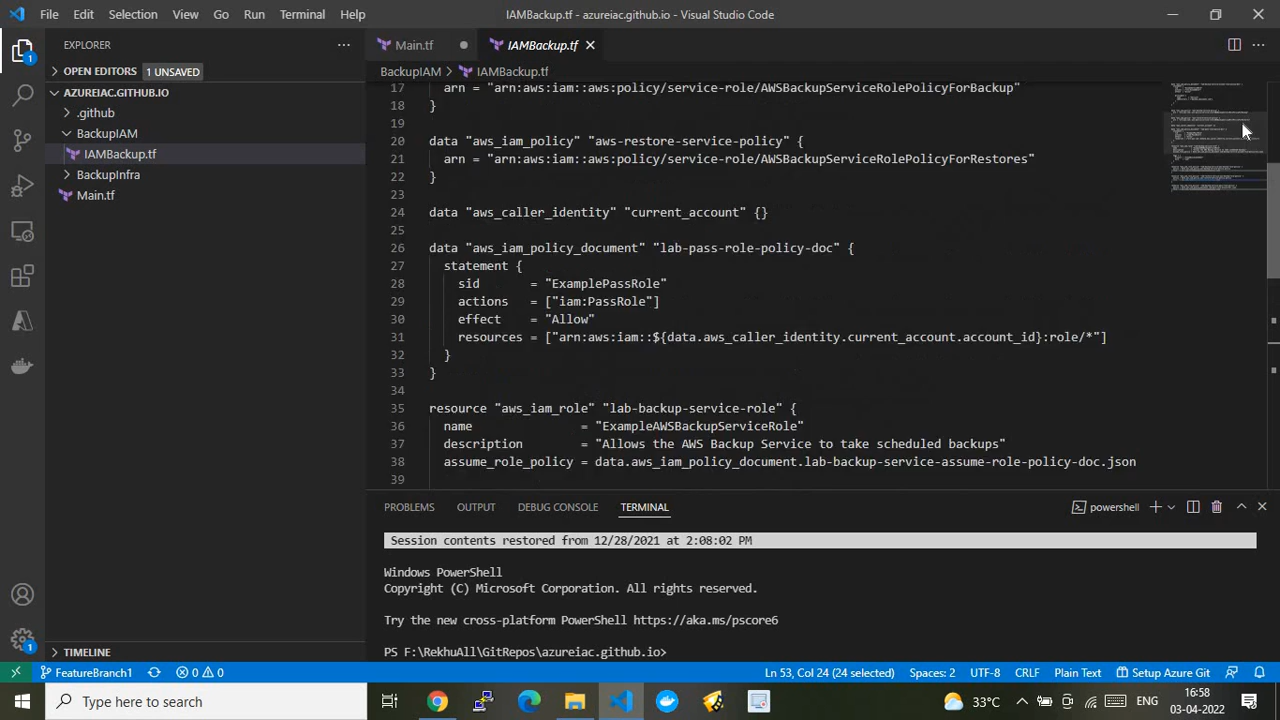 File Edit Selection View Go Run Terminal Help
IAMBackup.tf - azureiac.github.io - Visual Studio Code
EXPLORER
OPEN EDITORS 1 UNSAVED
AZUREIAC.GITHUB.IO
.github
BackupIAM
IAMBackup.tf
BackupInfra
Main.tf
TIMELINE
1
1
Main.tf
IAMBackup.tf
BackupIAM > IAMBackup.tf
17 arn = "arn:aws:iam::aws:policy/service-role/AWSBackupServiceRolePolicyForBackup"
18 }
19
20 data "aws_iam_policy" "aws-restore-service-policy" {
21 arn = "arn:aws:iam::aws:policy/service-role/AWSBackupServiceRolePolicyForRestores"
22 }
23
24 data "aws_caller_identity" "current_account" {}
25
26 data "aws_iam_policy_document" "lab-pass-role-policy-doc" {
27 statement {
28 sid = "ExamplePassRole"
29 actions = ["iam:PassRole"]
30 effect = "Allow"
31 resources = ["arn:aws:iam::${data.aws_caller_identity.current_account.account_id}:role/*"]
32 }
33 }
34
35 resource "aws_iam_role" "lab-backup-service-role" {
36 name = "ExampleAWSBackupServiceRole"
37 description = "Allows the AWS Backup Service to take scheduled backups"
38 assume_role_policy = data.aws_iam_policy_document.lab-backup-service-assume-role-policy-doc.json
39
PROBLEMS OUTPUT DEBUG CONSOLE TERMINAL
powershell
Session contents restored from 12/28/2021 at 2:08:02 PM
Windows PowerShell
Copyright (C) Microsoft Corporation. All rights reserved.
Try the new cross-platform PowerShell https://aka.ms/pscore6
PS F:\RekhuAll\GitRepos\azureiac.github.io>
FeatureBranch1 0 0 Ln 53, Col 24 (24 selected) Spaces: 2 UTF-8 CRLF Plain Text Setup Azure Git
Type here to search
33°C
ENG
16:58
03-04-2022